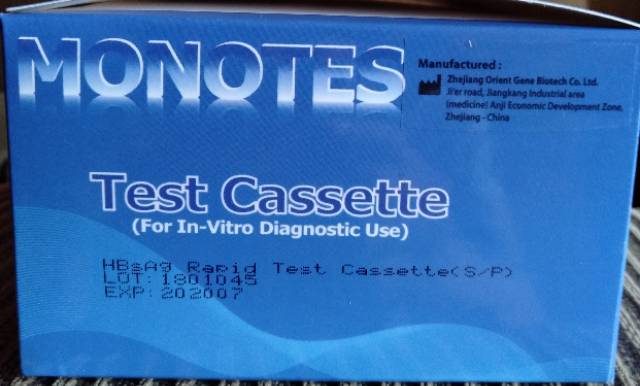 MONOTES
Manufactured :
Zhejiang Orient Gene Biotech Co. Ltd.
Ji'er road, Jiangkang Industrial area
(medicine) Anji Economic Development Zone,
Zhejiang - China
Test Cassette
(For In-Vitro Diagnostic Use)
HBsAg Rapid Test Cassette(S/P)
LOT:1801045
EXP:202007